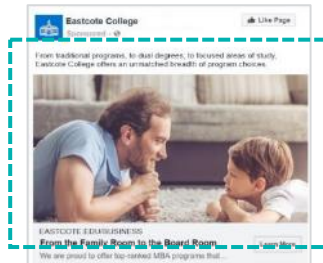 Eastcote College
Like Page
Sponsored ·
From traditional programs, to dual degrees, to focused areas of study,
Eastcote College offers an unmatched breadth of program choices.
EASTCOTE.EDU/BUSINESS
From the Family Room to the Board Room
Learn More
We are proud to offer top-ranked MBA programs that...